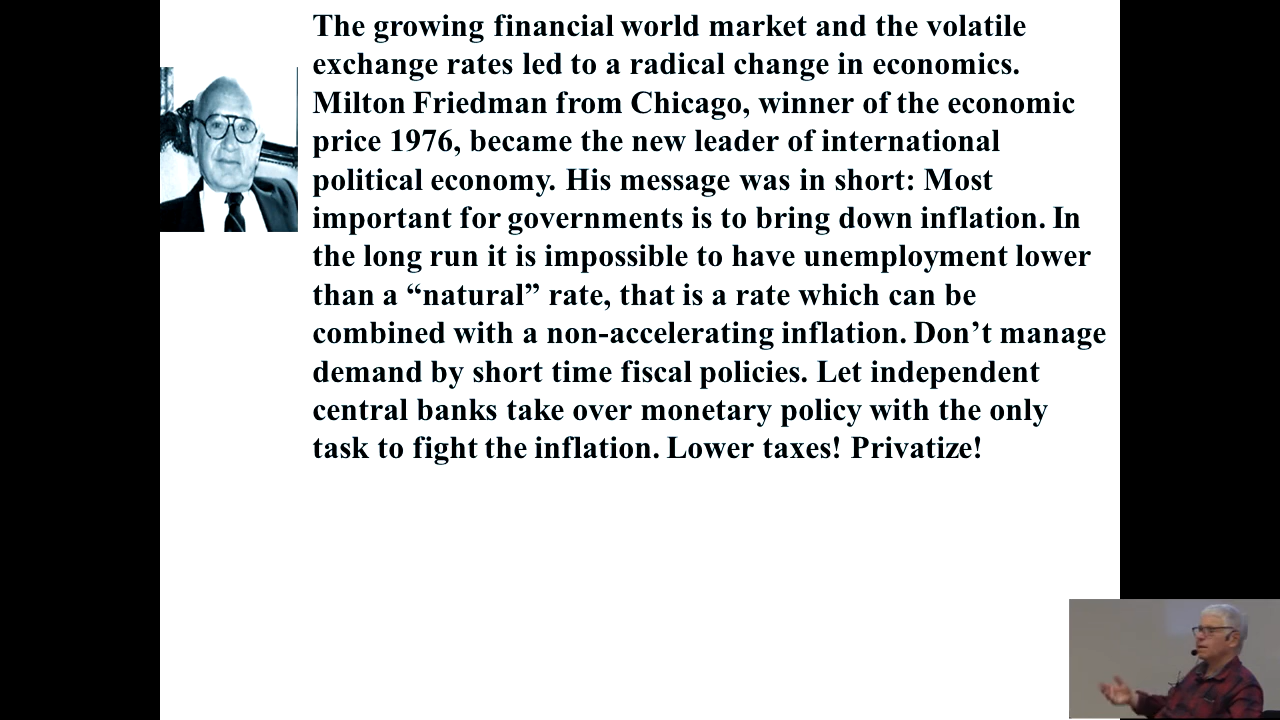 The growing financial world market and the volatile
exchange rates led to a radical change in economics.
Milton Friedman from Chicago, winner of the economic
price 1976, became the new leader of international
political economy. His message was in short: Most
important for governments is to bring down inflation. In
the long run it is impossible to have unemployment lower
than a “natural” rate, that is a rate which can be
combined with a non-accelerating inflation. Don’t manage
demand by short time fiscal policies. Let independent
central banks take over monetary policy with the only
task to fight the inflation. Lower taxes! Privatize!